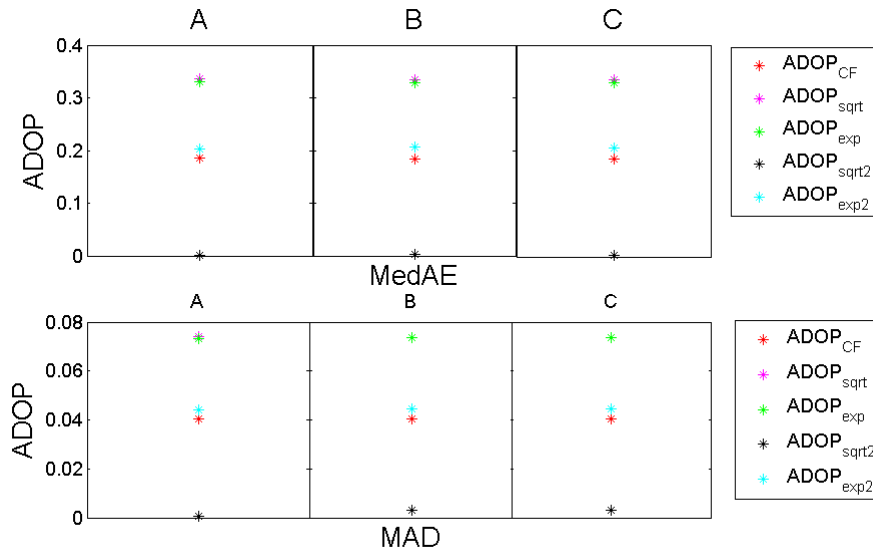 A B C
0.4
0.3
0.2
0.1
0
ADOP
MedAE
ADOP_CF
ADOP_sqrt
ADOP_exp
ADOP_sqrt2
ADOP_exp2
A B C
0.08
0.06
0.04
0.02
0
ADOP
MAD
ADOP_CF
ADOP_sqrt
ADOP_exp
ADOP_sqrt2
ADOP_exp2